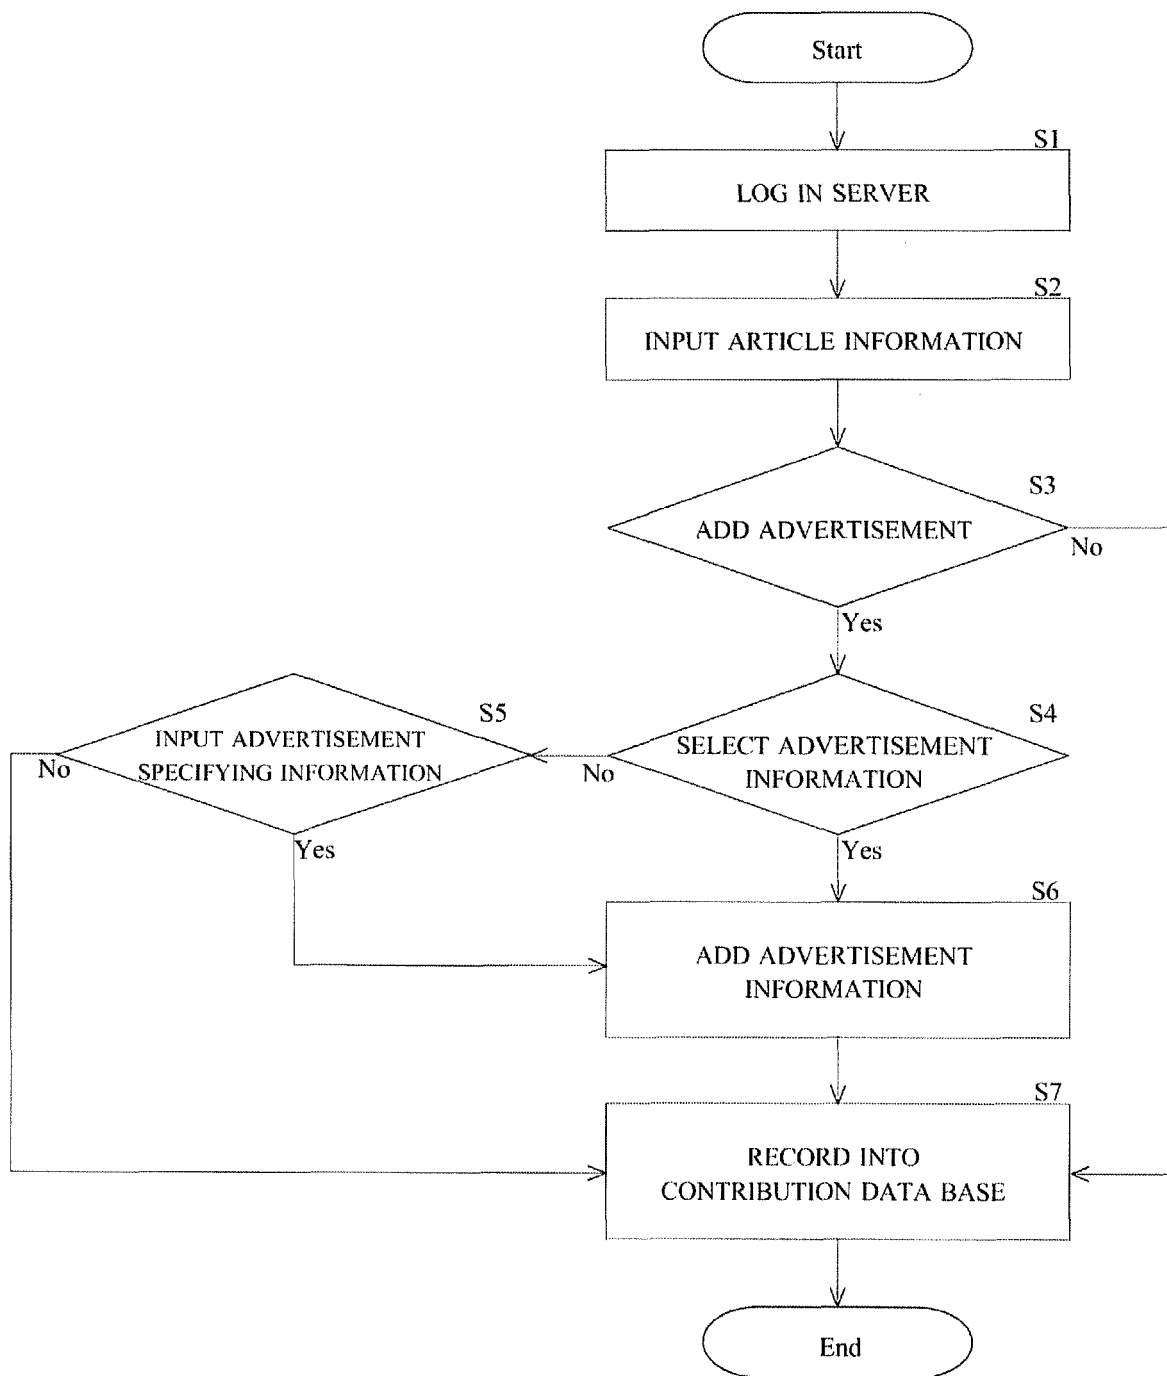 Start
S1
LOG IN SERVER
S2
INPUT ARTICLE INFORMATION
S3
ADD ADVERTISEMENT
No
Yes
S5
INPUT ADVERTISEMENT
SPECIFYING INFORMATION
No
Yes
S4
SELECT ADVERTISEMENT
INFORMATION
No
Yes
S6
ADD ADVERTISEMENT
INFORMATION
S7
RECORD INTO
CONTRIBUTION DATA BASE
End